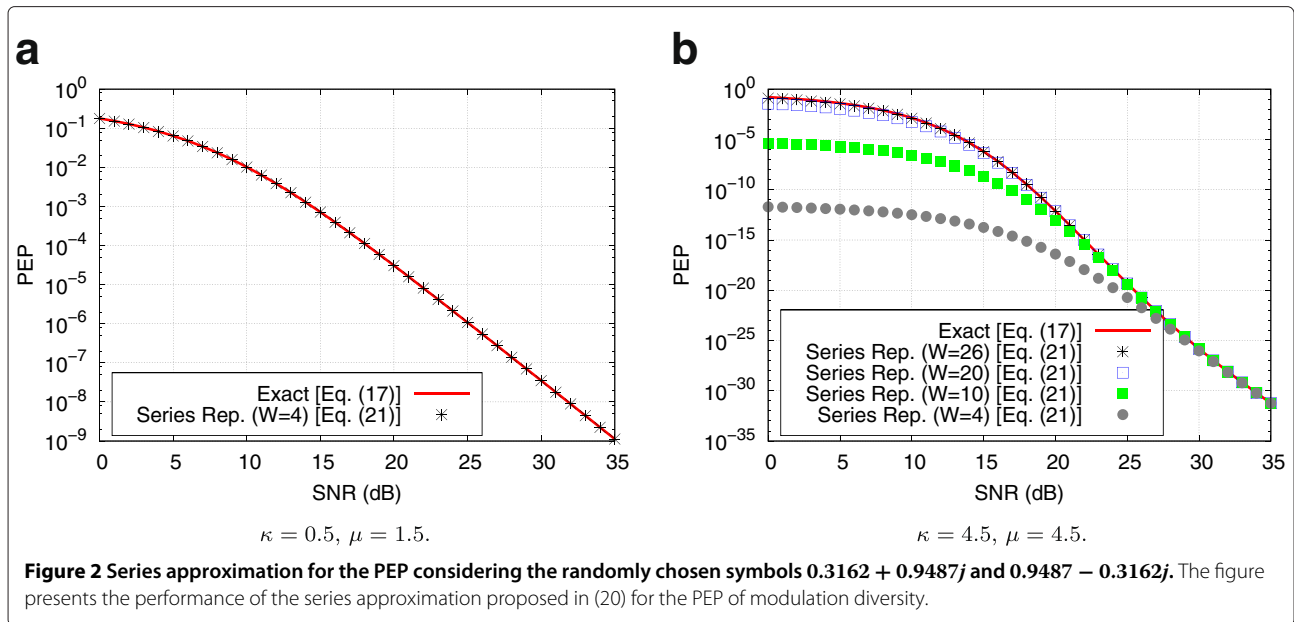 a
10^0
10^−1
10^−2
10^−3
10^−4
10^−5
10^−6
10^−7
10^−8
10^−9
PEP
Exact [Eq. (17)]
Series Rep. (W=4) [Eq. (21)]
0 5 10 15 20 25 30 35
SNR (dB)
κ = 0.5, μ = 1.5.
b
10^0
10^−5
10^−10
10^−15
10^−20
10^−25
10^−30
10^−35
PEP
Exact [Eq. (17)]
Series Rep. (W=26) [Eq. (21)]
Series Rep. (W=20) [Eq. (21)]
Series Rep. (W=10) [Eq. (21)]
Series Rep. (W=4) [Eq. (21)]
0 5 10 15 20 25 30 35
SNR (dB)
κ = 4.5, μ = 4.5.
Figure 2 Series approximation for the PEP considering the randomly chosen symbols 0.3162 + 0.9487j and 0.9487 − 0.3162j. The figure
presents the performance of the series approximation proposed in (20) for the PEP of modulation diversity.